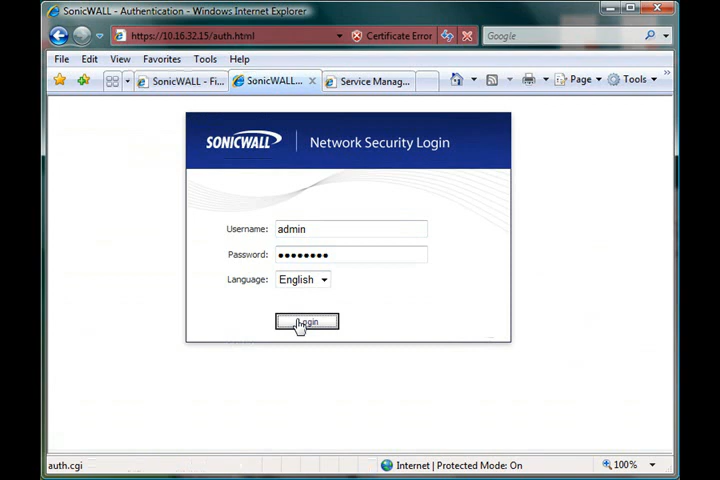 SonicWALL - Authentication - Windows Internet Explorer
https://10.16.32.15/auth.html Certificate Error Google
File Edit View Favorites Tools Help
SonicWALL - Fi... SonicWALL... Service Manag... Page Tools
SONICWALL Network Security Login
Username: admin
Password:
Language: English
Login
auth.cgi Internet | Protected Mode: On 100%